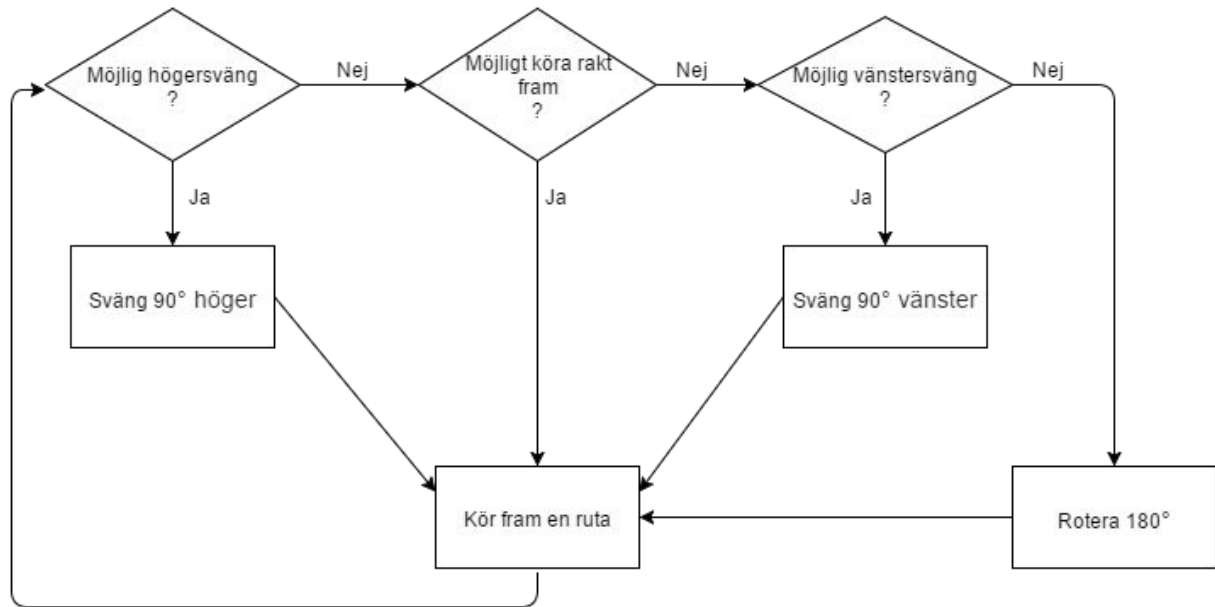 Möjlig högersväng
?
Nej
Möjligt köra rakt
fram
?
Nej
Möjlig vänstersväng
?
Nej
Ja
Ja
Ja
Sväng 90° höger
Sväng 90° vänster
Kör fram en ruta
Rotera 180°